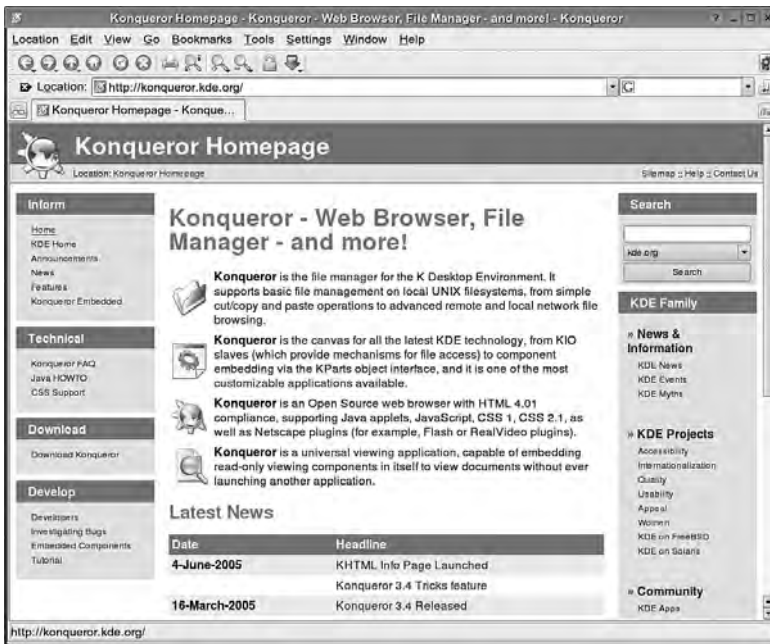 Konqueror Homepage - Konqueror - Web Browser, File Manager - and more! - Konqueror
Location Edit View Go Bookmarks Tools Settings Window Help
Location: http://konqueror.kde.org/
Konqueror Homepage - Konque...
Konqueror Homepage
Location: Konqueror Homepage
Sitemap :: Help :: Contact Us
Inform
Home
KDE Home
Announcements
News
Features
Konqueror Embedded
Technical
Konqueror FAQ
Java HOWTO
CSS Support
Download
Download Konqueror
Develop
Developers
Investigating Bugs
Embedded Components
Tutorial
Konqueror - Web Browser, File
Manager - and more!
Konqueror is the file manager for the K Desktop Environment. It
supports basic file management on local UNIX filesystems, from simple
cut/copy and paste operations to advanced remote and local network file
browsing.
Konqueror is the canvas for all the latest KDE technology, from KIO
slaves (which provide mechanisms for file access) to component
embedding via the KParts object interface, and it is one of the most
customizable applications available.
Konqueror is an Open Source web browser with HTML 4.01
compliance, supporting Java applets, JavaScript, CSS 1, CSS 2.1, as
well as Netscape plugins (for example, Flash or RealVideo plugins).
Konqueror is a universal viewing application, capable of embedding
read-only viewing components in itself to view documents without ever
launching another application.
Latest News
Date Headline
4-June-2005 KHTML Info Page Launched
Konqueror 3.4 Tricks feature
16-March-2005 Konqueror 3.4 Released
Search
kde.org
Search
KDE Family
» News &
Information
KDE News
KDE Events
KDE Myths
» KDE Projects
Accessibility
Internationalization
Quality
Usability
Appeal
Women
KDE on FreeBSD
KDE on Solaris
» Community
KDE Apps
http://konqueror.kde.org/